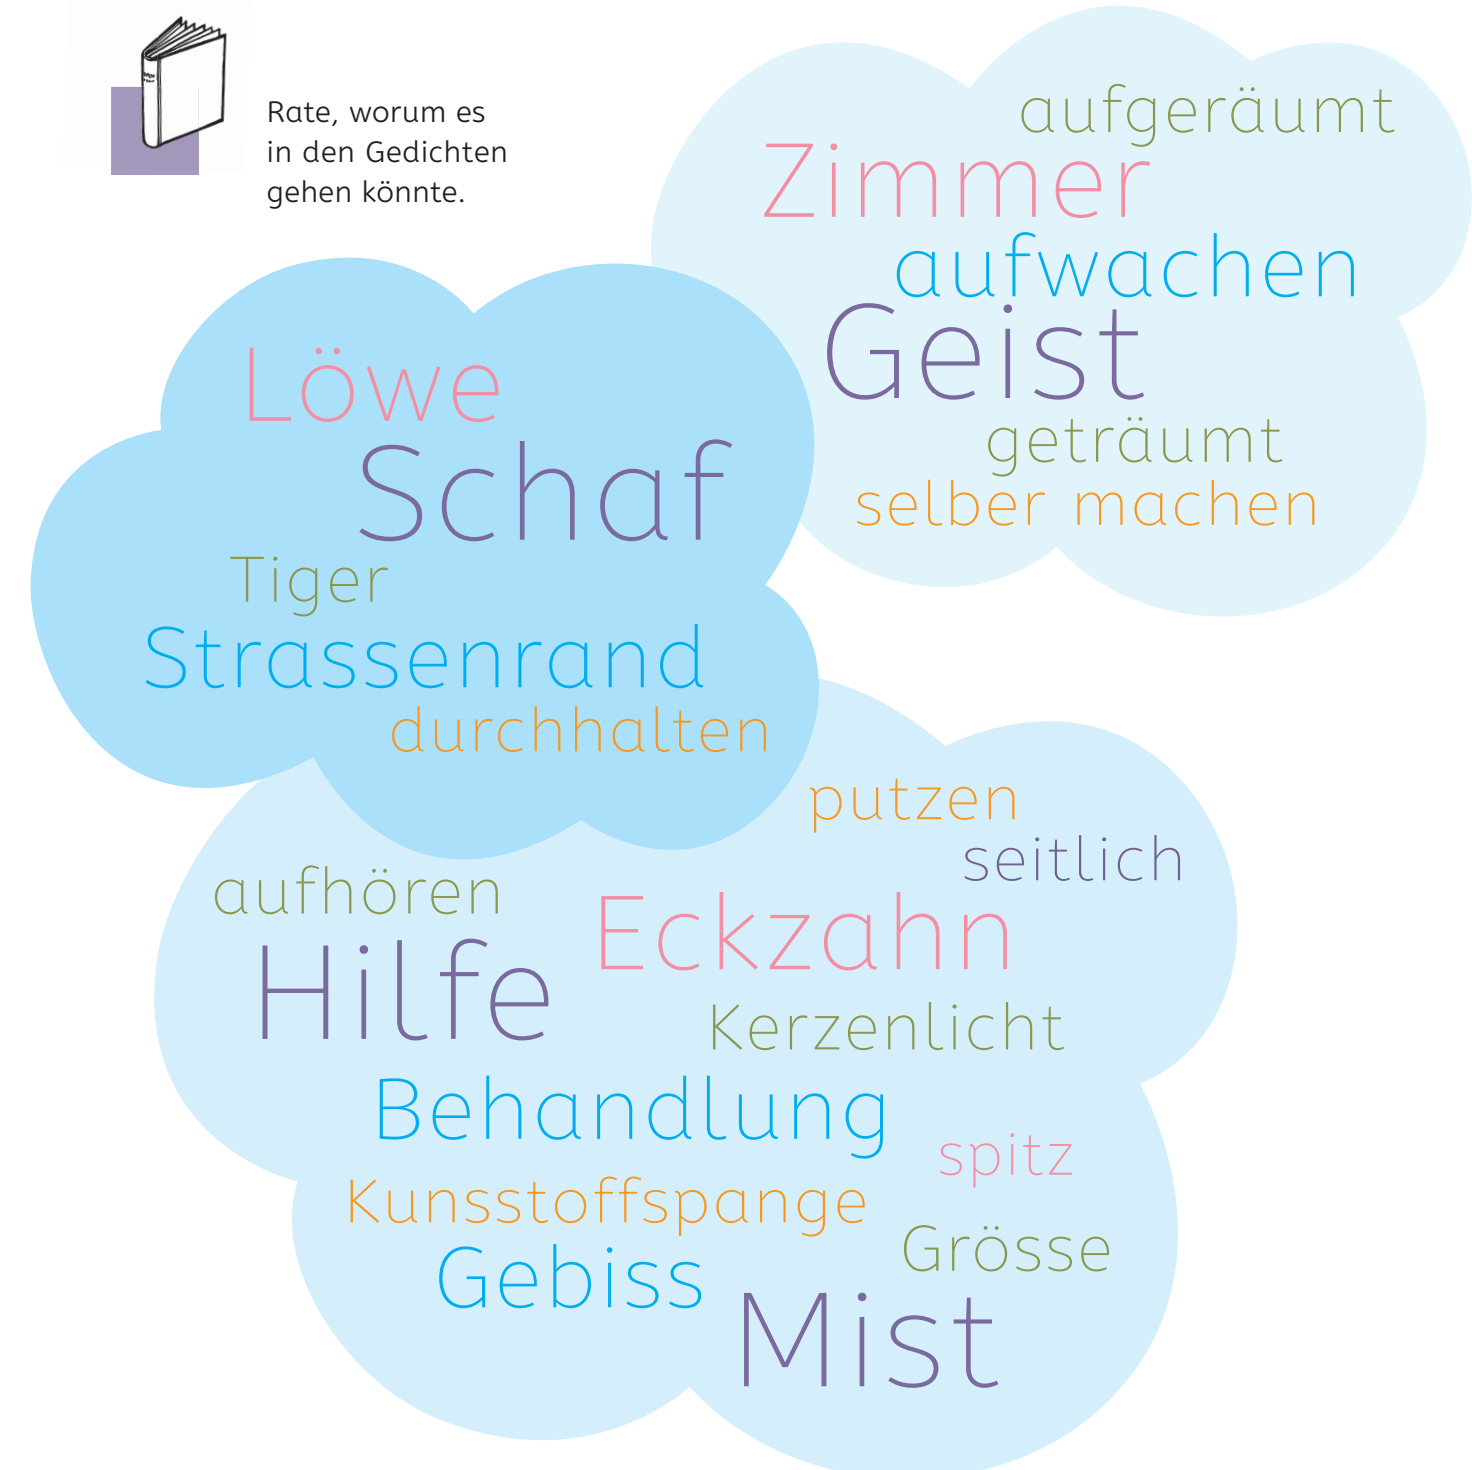 Rate, worum es
in den Gedichten
gehen könnte.
aufgeräumt
Zimmer
aufwachen
Geist
geträumt
selber machen
Löwe
Schaf
Tiger
Strassenrand
durchhalten
putzen
seitlich
aufhören
Eckzahn
Hilfe
Kerzenlicht
Behandlung
spitz
Kunsstoffspange
Grösse
Gebiss
Mist